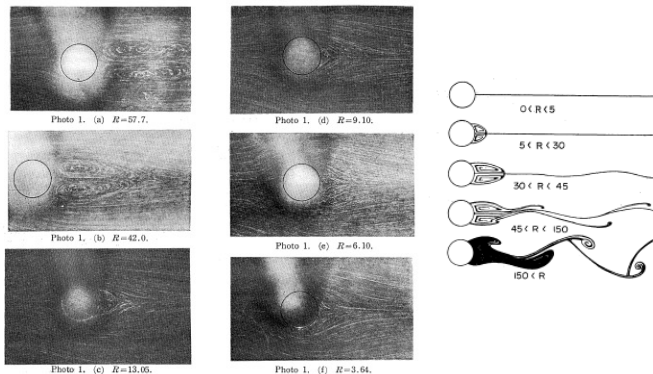 Photo 1. (a) R=57.7.
Photo 1. (b) R=42.0.
Photo 1. (c) R=13.05.
Photo 1. (d) R=9.10.
Photo 1. (e) R=6.10.
Photo 1. (f) R=3.64.
0 < R < 5
5 < R < 30
30 < R < 45
45 < R < 150
150 < R